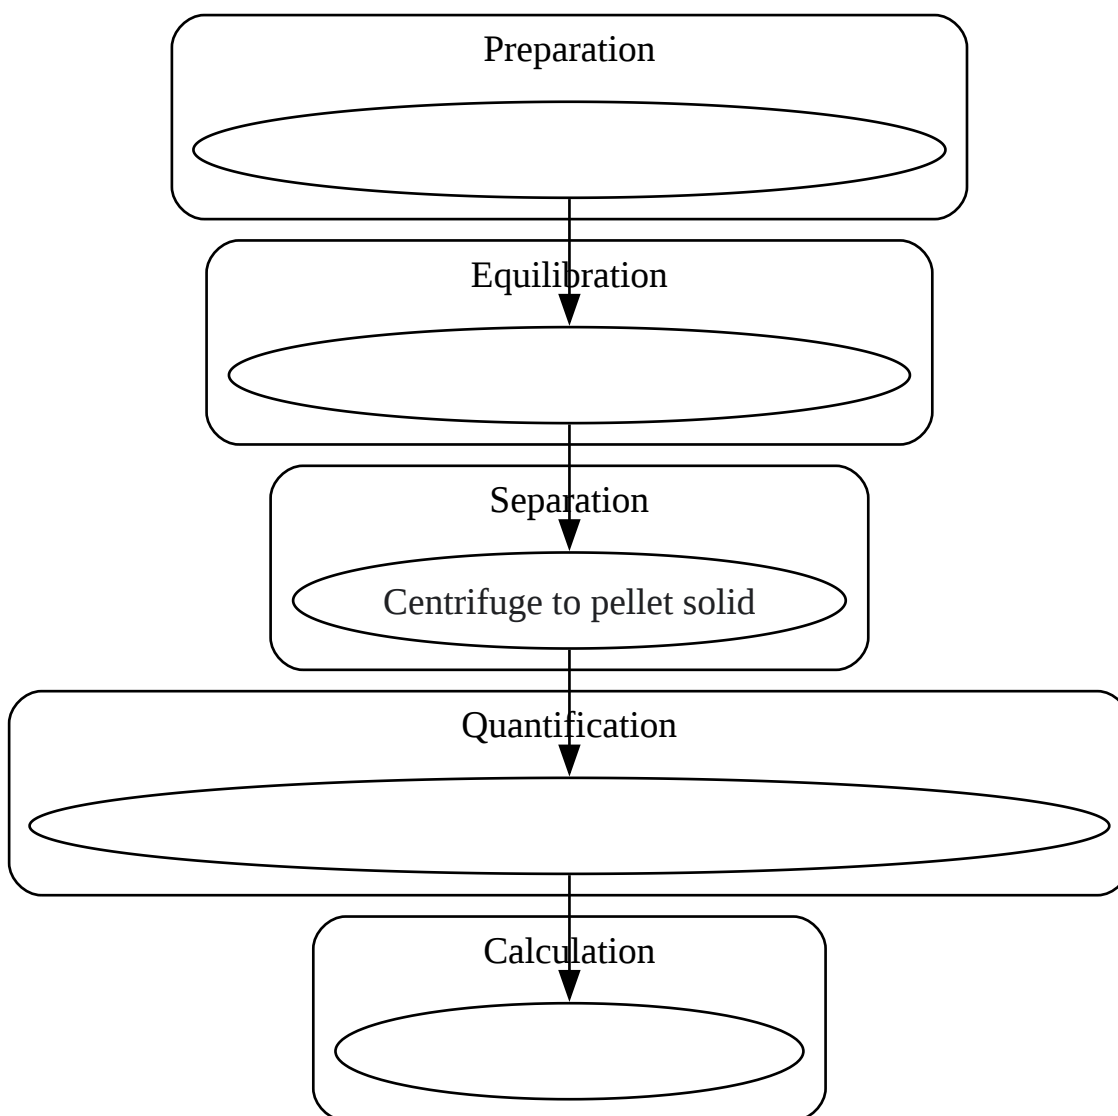 Preparation
Equilibration
Separation
Centrifuge to pellet solid
Quantification
Calculation